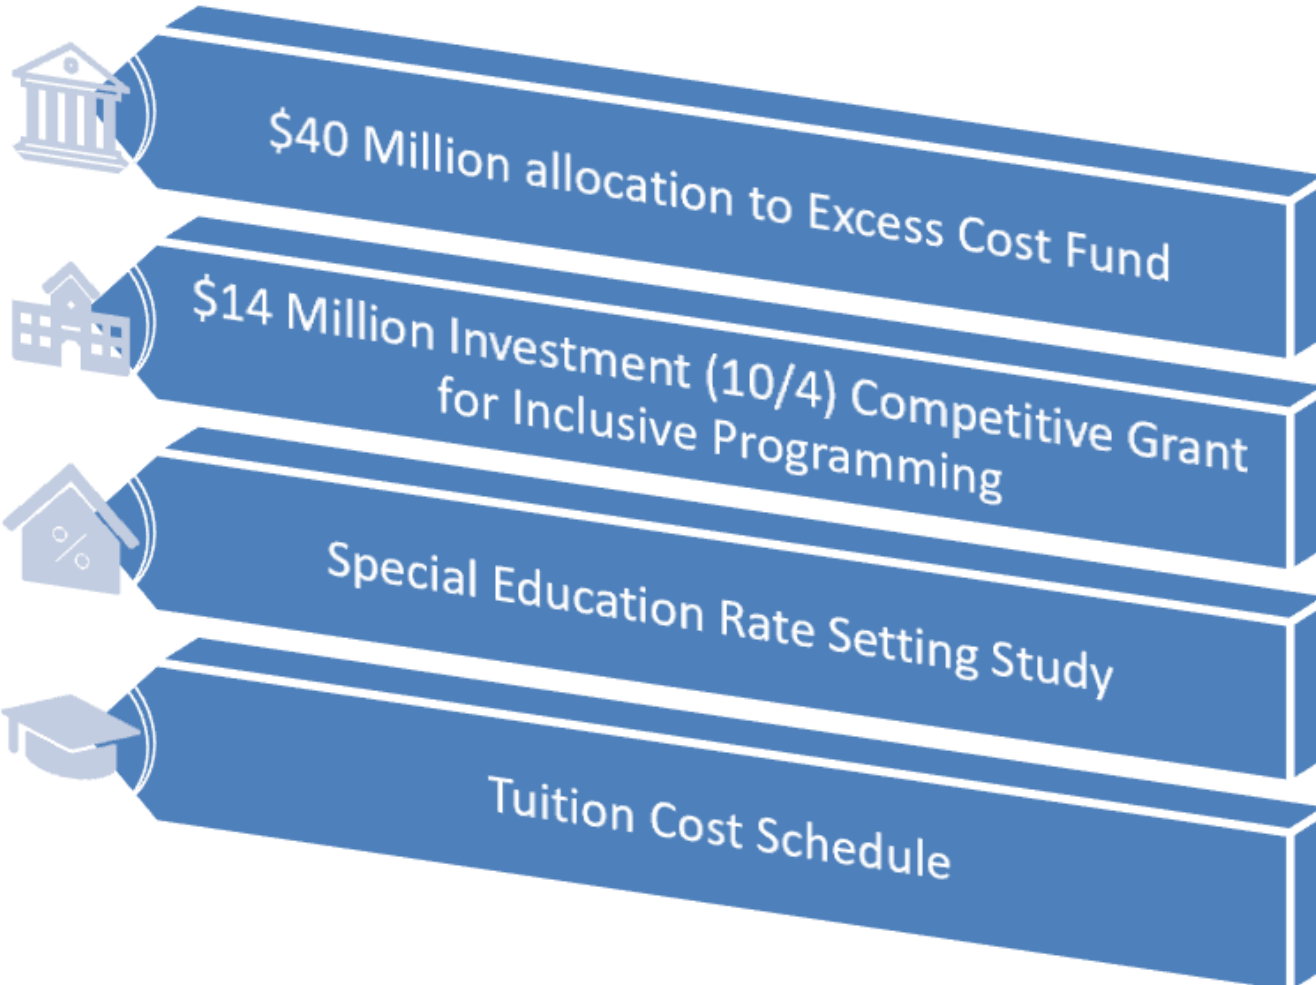 $40 Million allocation to Excess Cost Fund
$14 Million Investment (10/4) Competitive Grant
for Inclusive Programming
Special Education Rate Setting Study
Tuition Cost Schedule